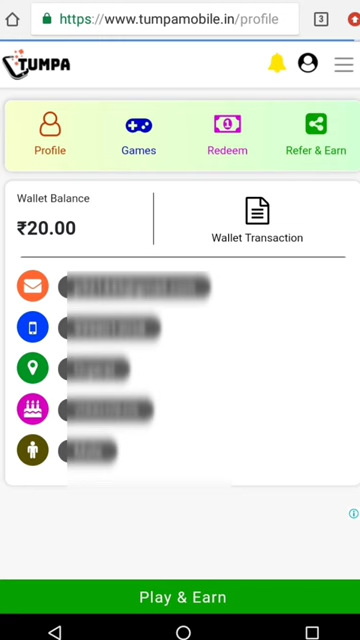 https://www.tumpamobile.in/profile
3
TUMPA
Profile
Games
Redeem
Refer & Earn
Wallet Balance
₹20.00
Wallet Transaction
Play & Earn